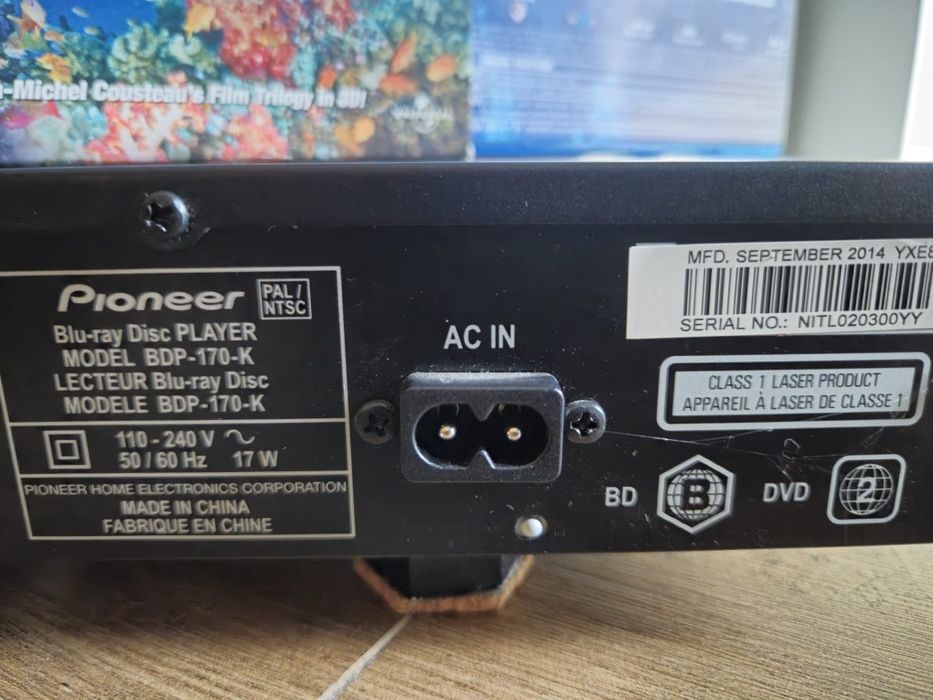 -Michel Cousteau's Film Trilogy in 3D!
UNIVERSAL
Pioneer
PAL /
NTSC
Blu-ray Disc PLAYER
MODEL BDP-170-K
LECTEUR Blu-ray Disc
MODELE BDP-170-K
110 - 240 V ~
50 / 60 Hz 17 W
PIONEER HOME ELECTRONICS CORPORATION
MADE IN CHINA
FABRIQUE EN CHINE
AC IN
MFD. SEPTEMBER 2014 YXE8
SERIAL NO.: NITL020300YY
CLASS 1 LASER PRODUCT
APPAREIL À LASER DE CLASSE 1
BD
B
DVD
2